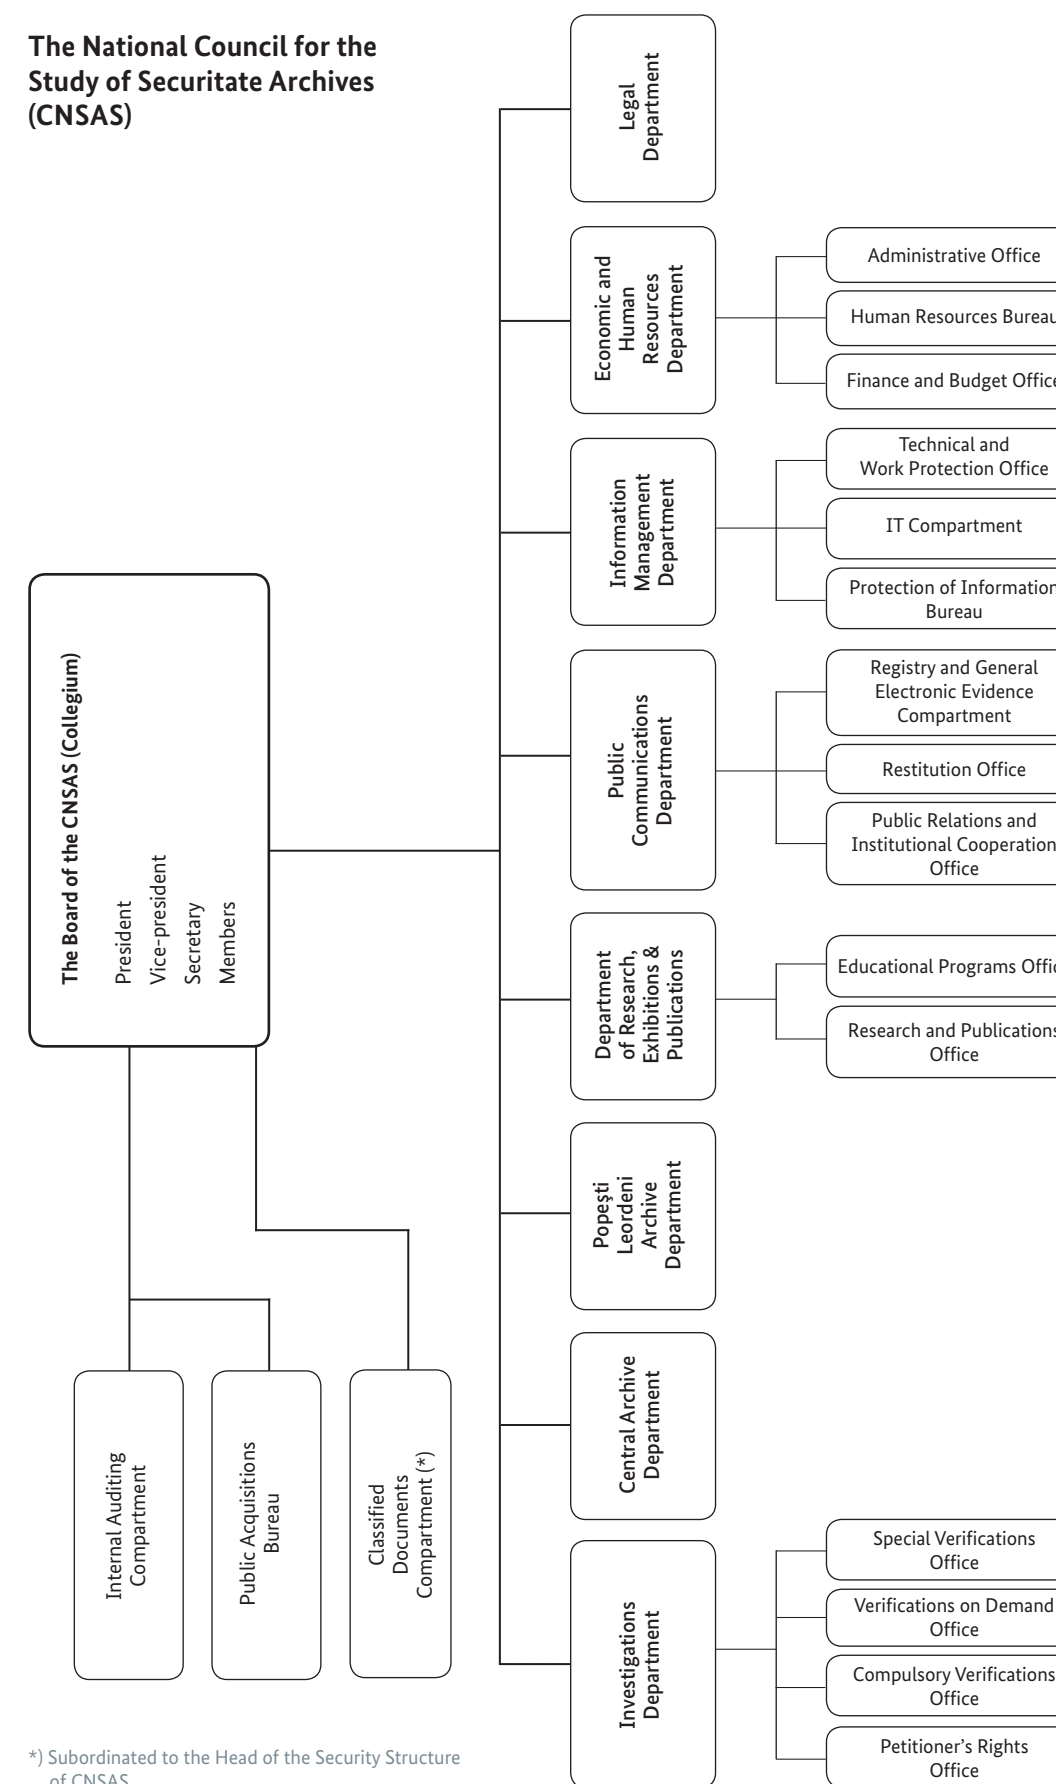 The National Council for the
Study of Securitate Archives
(CNSAS)
The Board of the CNSAS (Collegium)
President
Vice-president
Secretary
Members
Internal Auditing
Compartment
Public Acquisitions
Bureau
Classified
Documents
Compartment (*)
Legal
Department
Economic and
Human
Resources
Department
Administrative Office
Human Resources Bureau
Finance and Budget Office
Information
Management
Department
Technical and
Work Protection Office
IT Compartment
Protection of Information
Bureau
Public
Communications
Department
Registry and General
Electronic Evidence
Compartment
Restitution Office
Public Relations and
Institutional Cooperation
Office
Department
of Research,
Exhibitions &
Publications
Educational Programs Offic
Research and Publications
Office
Popeşti
Leordeni
Archive
Department
Central Archive
Department
Investigations
Department
Special Verifications
Office
Verifications on Demand
Office
Compulsory Verifications
Office
Petitioner's Rights
Office
*) Subordinated to the Head of the Security Structure
of CNSAS